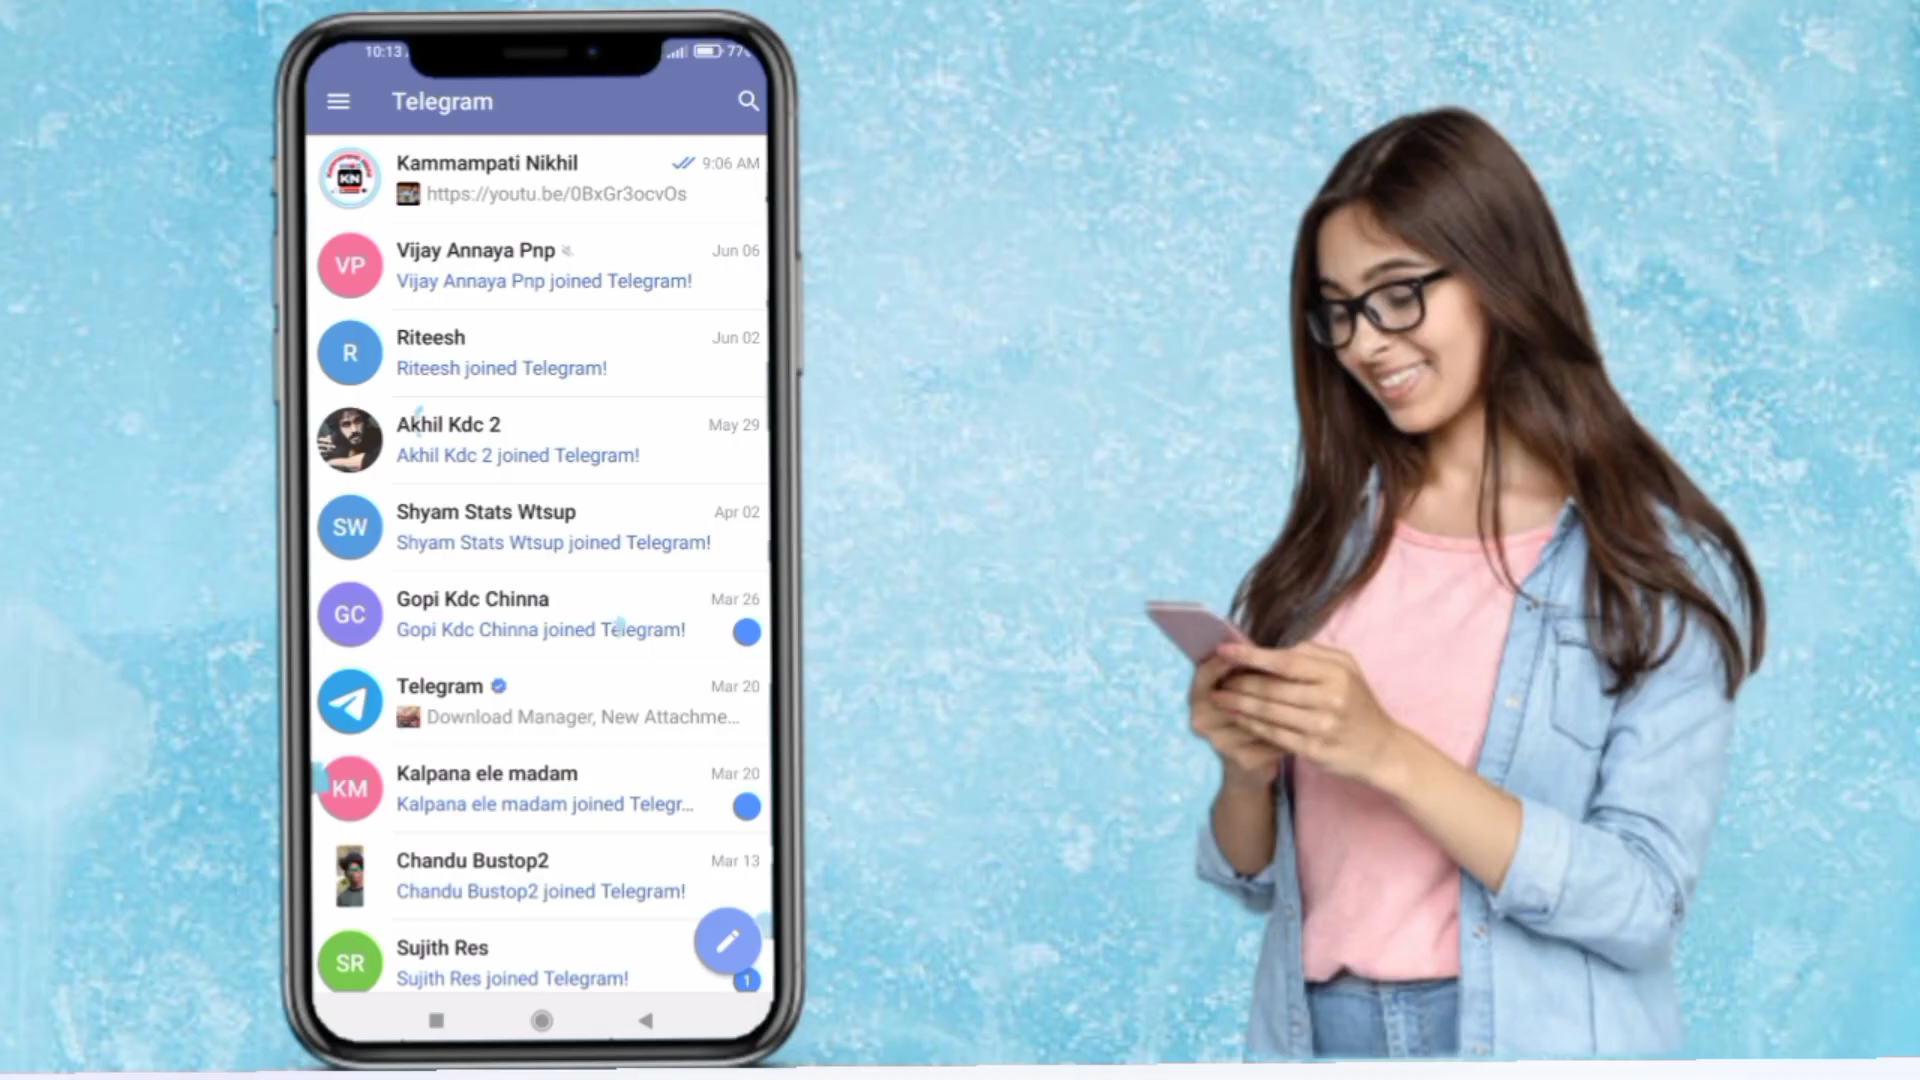 10:13
77%
Telegram
KN
Kammampati Nikhil 9:06 AM
https://youtu.be/0BxGr3ocvOs
VP
Vijay Annaya Pnp Jun 06
Vijay Annaya Pnp joined Telegram!
R
Riteesh Jun 02
Riteesh joined Telegram!
Akhil Kdc 2 May 29
Akhil Kdc 2 joined Telegram!
SW
Shyam Stats Wtsup Apr 02
Shyam Stats Wtsup joined Telegram!
GC
Gopi Kdc Chinna Mar 26
Gopi Kdc Chinna joined Telegram!
Telegram Mar 20
Download Manager, New Attachme...
KM
Kalpana ele madam Mar 20
Kalpana ele madam joined Telegr...
Chandu Bustop2 Mar 13
Chandu Bustop2 joined Telegram!
SR
Sujith Res
Sujith Res joined Telegram!
1